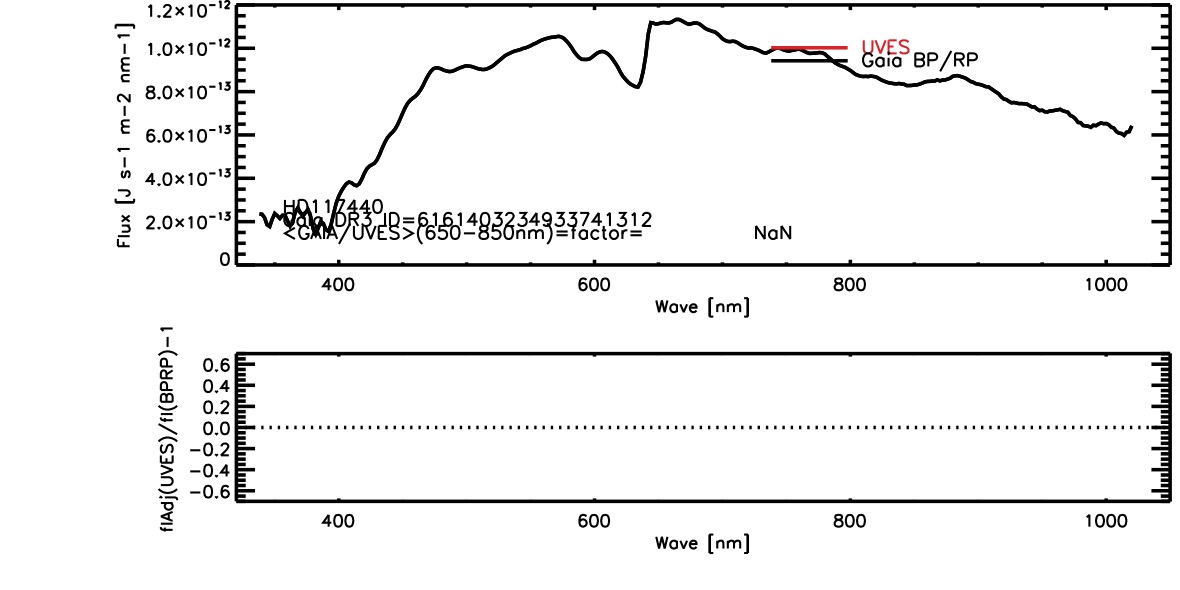 1.2×10−12
1.0×10−12
8.0×10−13
6.0×10−13
4.0×10−13
2.0×10−13
0
Flux [J s−1 m−2 nm−1]
UVES
Gaia BP/RP
HD117440
Gaia DR3 ID=6161403234933741312
<GAIA/UVES>(650−850nm)=factor= NaN
400 600 800 1000
Wave [nm]
0.6
0.4
0.2
0.0
−0.2
−0.4
−0.6
flAdj(UVES)/fl(BPRP)−1
400 600 800 1000
Wave [nm]